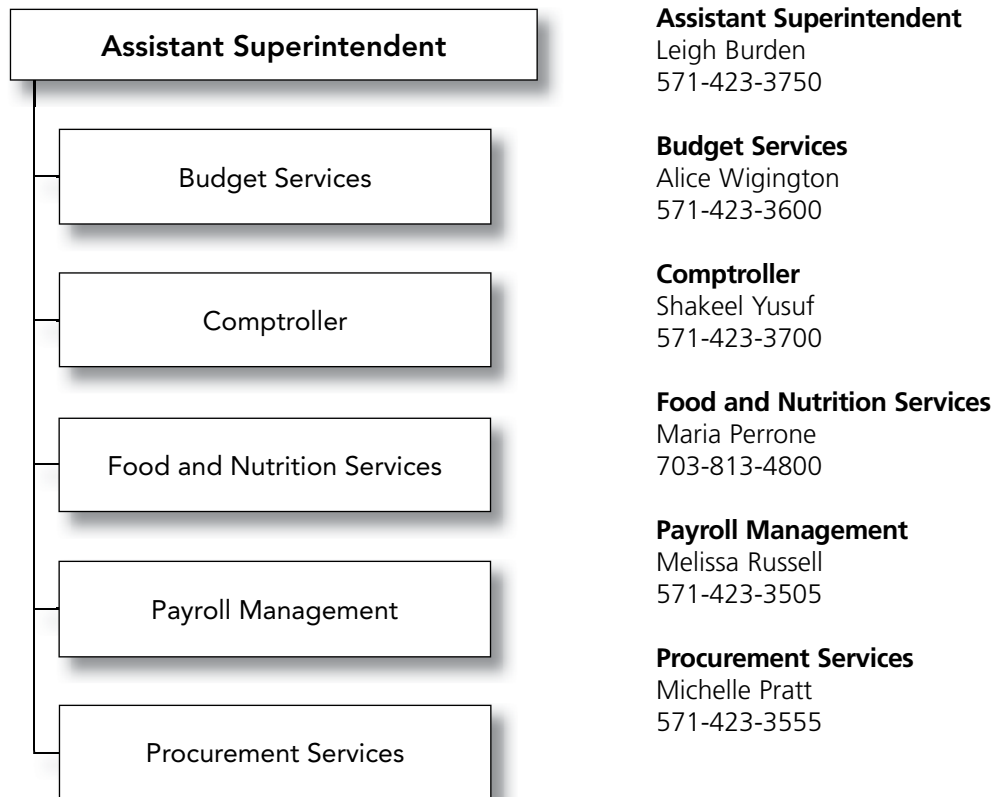 Assistant Superintendent
Budget Services
Comptroller
Food and Nutrition Services
Payroll Management
Procurement Services
Assistant Superintendent
Leigh Burden
571-423-3750
Budget Services
Alice Wigington
571-423-3600
Comptroller
Shakeel Yusuf
571-423-3700
Food and Nutrition Services
Maria Perrone
703-813-4800
Payroll Management
Melissa Russell
571-423-3505
Procurement Services
Michelle Pratt
571-423-3555